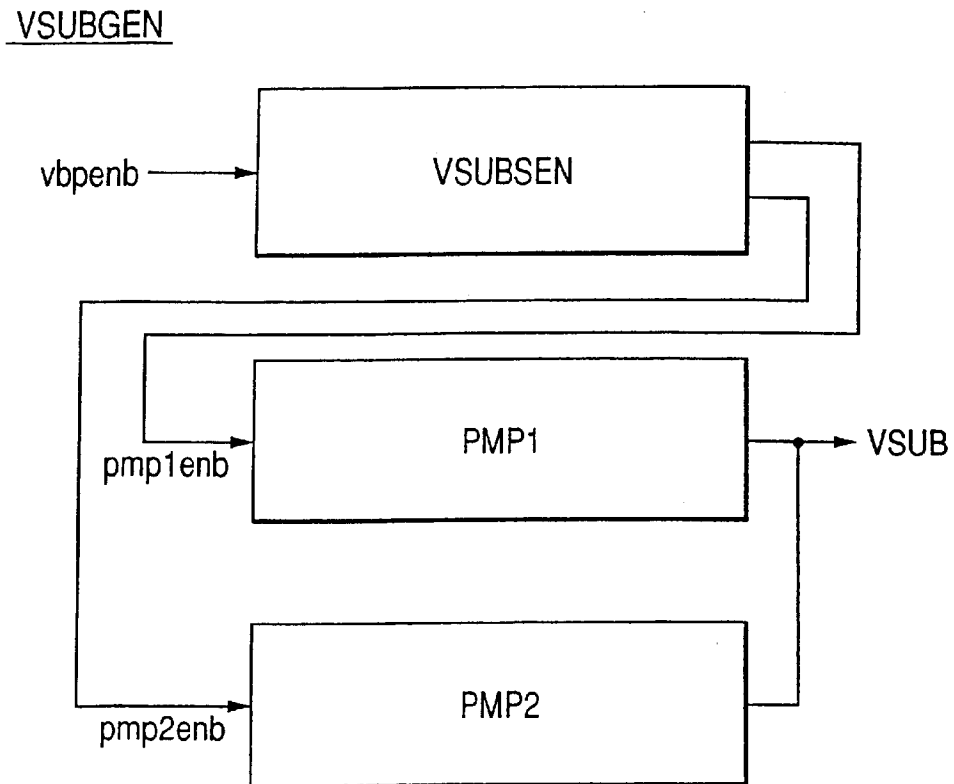 VSUBGEN
vbpenb
VSUBSEN
PMP1
pmp1enb
VSUB
PMP2
pmp2enb